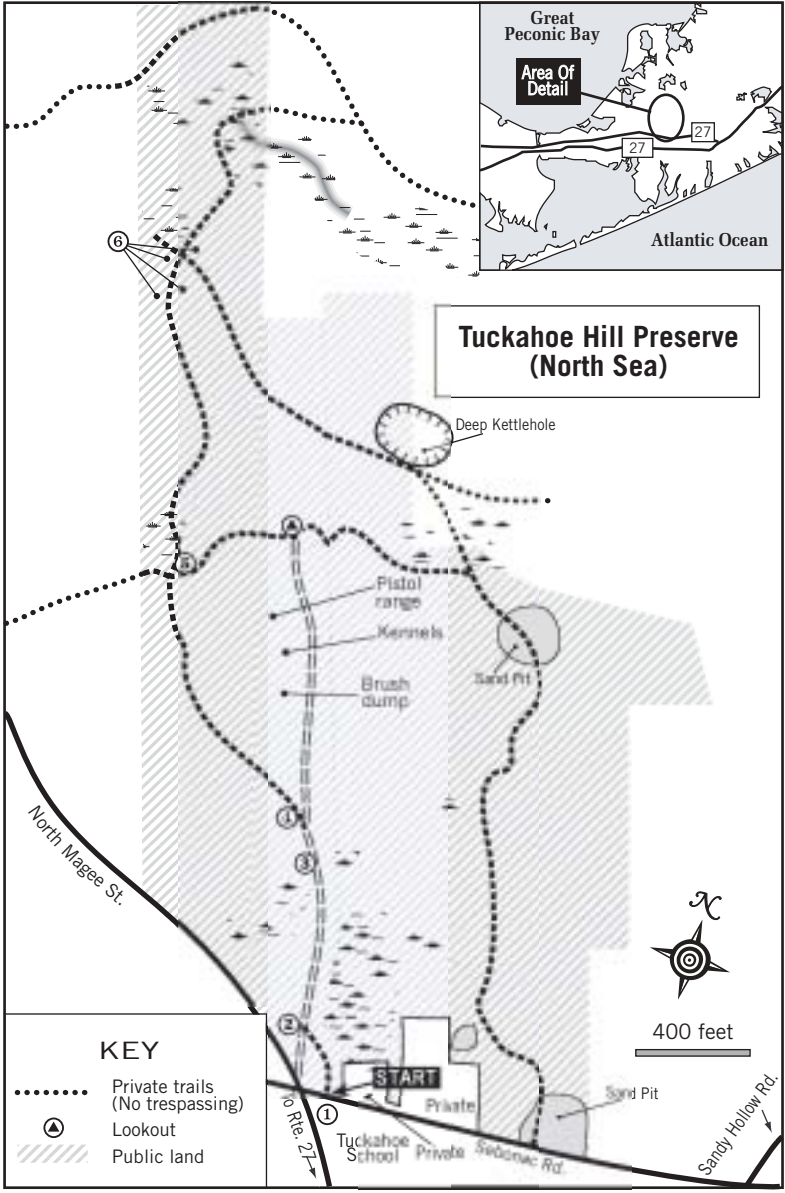 Great
Peconic Bay
Area Of
Detail
27
27
Atlantic Ocean
6
Tuckahoe Hill Preserve
(North Sea)
Deep Kettlehole
5
Pistol
range
Kennels
Sand Pit
Brush
dump
4
North Magee St.
3
N
2
400 feet
KEY
Private trails
(No trespassing)
Lookout
Public land
START
Sand Pit
1
Private
To Rte. 27
Tuckahoe
School
Private
Sebonac Rd.
Sandy Hollow Rd.